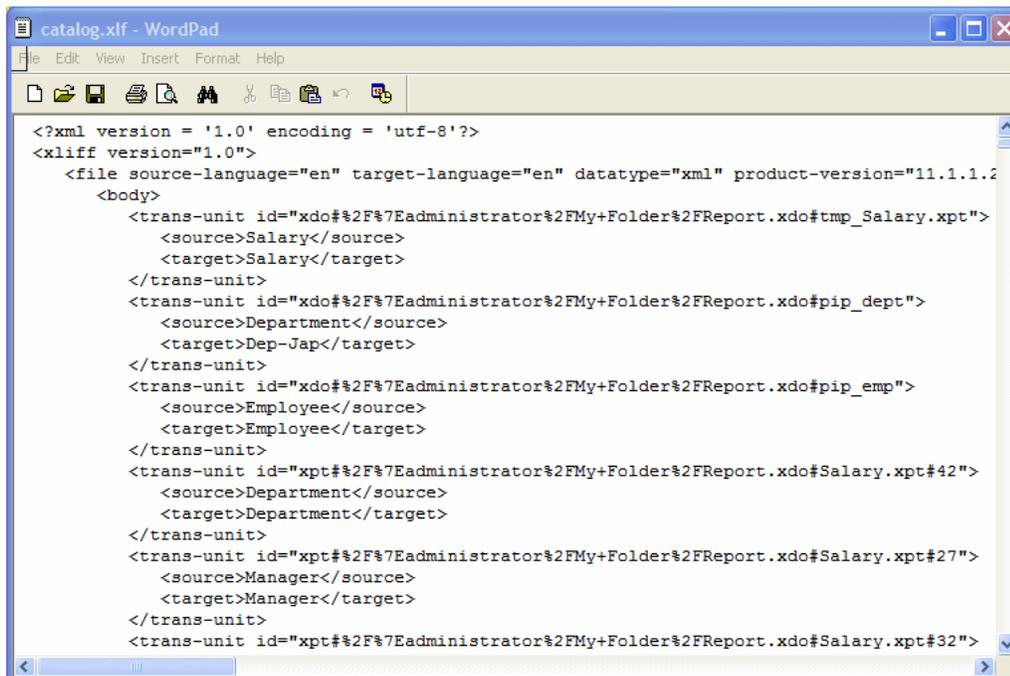 catalog.xlf - WordPad
File Edit View Insert Format Help
<?xml version = '1.0' encoding = 'utf-8'?>
<xliff version="1.0">
<file source-language="en" target-language="en" datatype="xml" product-version="11.1.1.2
<body>
<trans-unit id="xdo#%2F%7Eadministrator%2FMy+Folder%2FReport.xdo#tmp_Salary.xpt">
<source>Salary</source>
<target>Salary</target>
</trans-unit>
<trans-unit id="xdo#%2F%7Eadministrator%2FMy+Folder%2FReport.xdo#pip_dept">
<source>Department</source>
<target>Dep-Jap</target>
</trans-unit>
<trans-unit id="xdo#%2F%7Eadministrator%2FMy+Folder%2FReport.xdo#pip_emp">
<source>Employee</source>
<target>Employee</target>
</trans-unit>
<trans-unit id="xpt#%2F%7Eadministrator%2FMy+Folder%2FReport.xdo#Salary.xpt#42">
<source>Department</source>
<target>Department</target>
</trans-unit>
<trans-unit id="xpt#%2F%7Eadministrator%2FMy+Folder%2FReport.xdo#Salary.xpt#27">
<source>Manager</source>
<target>Manager</target>
</trans-unit>
<trans-unit id="xpt#%2F%7Eadministrator%2FMy+Folder%2FReport.xdo#Salary.xpt#32">